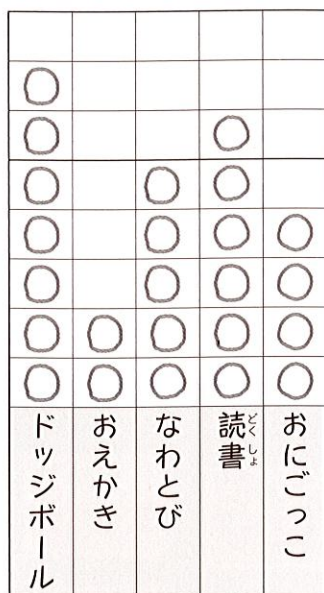 おにごっこ
読書
どくしょ
なわとび
おえかき
ドッジボール